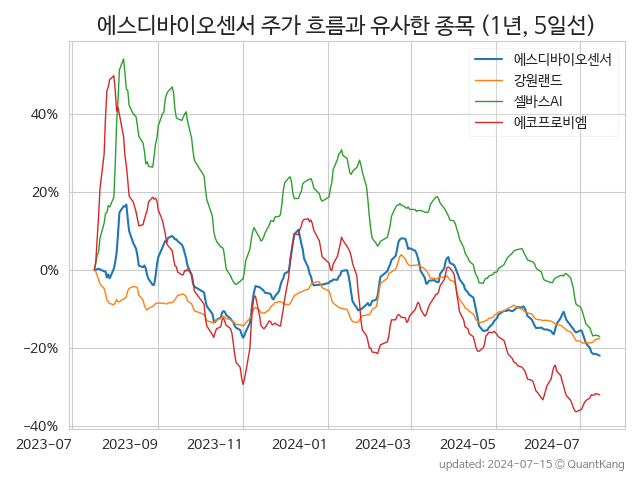 에스디바이오센서 주가 흐름과 유사한 종목 (1년, 5일선)
에스디바이오센서
강원랜드
셀바스AI
에코프로비엠
40%
20%
0%
−20%
−40%
2023-07 2023-09 2023-11 2024-01 2024-03 2024-05 2024-07
updated: 2024-07-15 © QuantKang